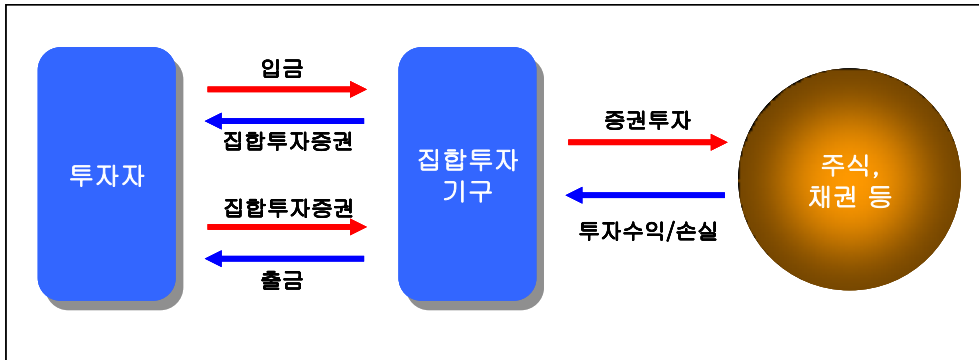 입금
집합투자증권
투자자
집합투자증권
출금
집합투자
기구
증권투자
투자수익/손실
주식,
채권 등